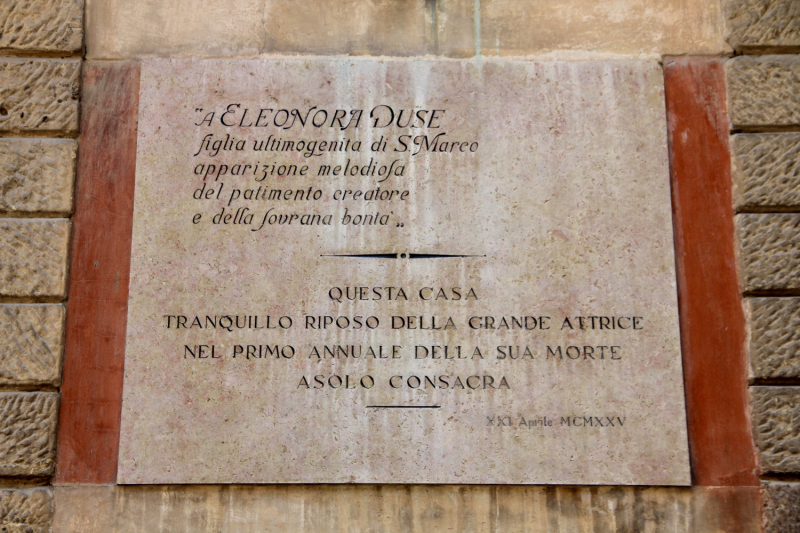 "A ELEONORA DUSE
figlia ultimogenita di S. Marco
apparizione melodiosa
del patimento creatore
e della sovrana bontà„
QUESTA CASA
TRANQUILLO RIPOSO DELLA GRANDE ATTRICE
NEL PRIMO ANNUALE DELLA SUA MORTE
ASOLO CONSACRA
XXI Aprile MCMXXV